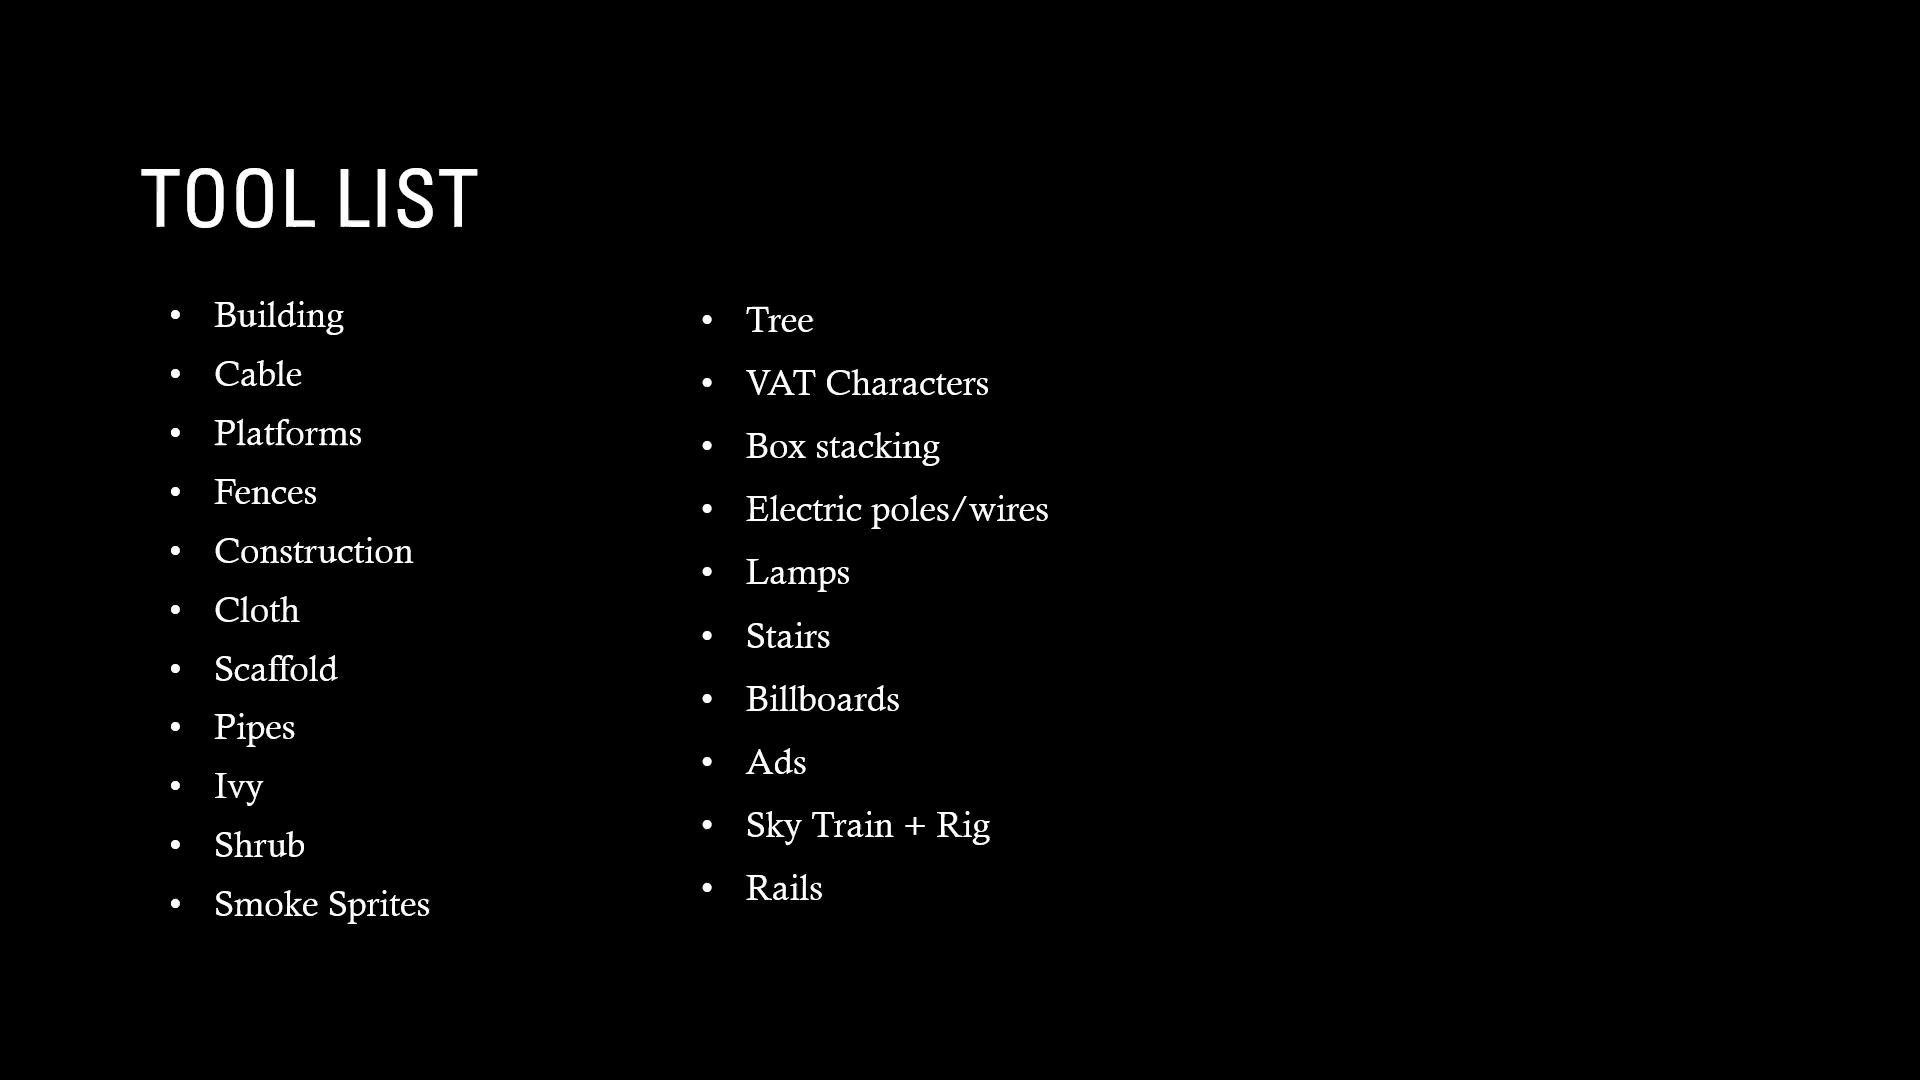 TOOL LIST
• Building
• Cable
• Platforms
• Fences
• Construction
• Cloth
• Scaffold
• Pipes
• Ivy
• Shrub
• Smoke Sprites
• Tree
• VAT Characters
• Box stacking
• Electric poles/wires
• Lamps
• Stairs
• Billboards
• Ads
• Sky Train + Rig
• Rails